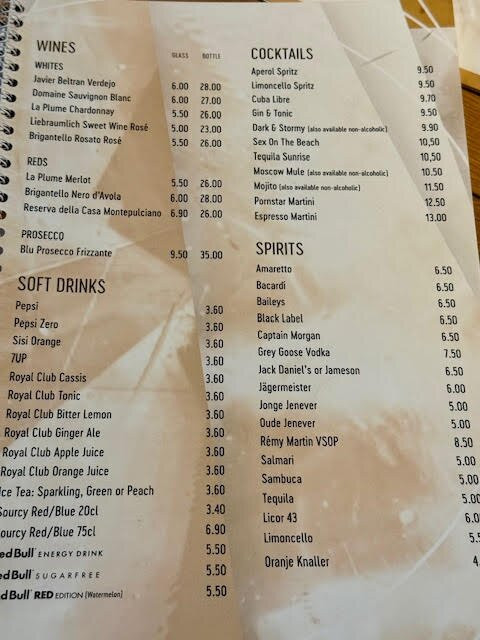 WINES
GLASS BOTTLE
WHITES
Javier Beltran Verdejo 6.00 28.00
Domaine Sauvignon Blanc 6.00 27.00
La Plume Chardonnay 5.50 26.00
Liebraumlich Sweet Wine Rosé 5.00 23.00
Brigantello Rosato Rosé 5.50 26.00
REDS
La Plume Merlot 5.50 26.00
Brigantello Nero d'Avola 6.00 28.00
Reserva della Casa Montepulciano 6.90 26.00
PROSECCO
Blu Prosecco Frizzante 9.50 35.00
SOFT DRINKS
Pepsi 3.60
Pepsi Zero 3.60
Sisi Orange 3.60
7UP 3.60
Royal Club Cassis 3.60
Royal Club Tonic 3.60
Royal Club Bitter Lemon 3.60
Royal Club Ginger Ale 3.60
Royal Club Apple Juice 3.60
Royal Club Orange Juice 3.60
Ice Tea: Sparkling, Green or Peach 3.60
Sourcy Red/Blue 20cl 3.40
Sourcy Red/Blue 75cl 6.90
ed Bull ENERGY DRINK 5.50
ed Bull SUGARFREE 5.50
d Bull RED EDITION (Watermelon) 5.50
COCKTAILS
Aperol Spritz 9.50
Limoncello Spritz 9.50
Cuba Libre 9.70
Gin & Tonic 9.50
Dark & Stormy (also available non-alcoholic) 9.90
Sex On The Beach 10,50
Tequila Sunrise 10,50
Moscow Mule (also available non-alcoholic) 10.50
Mojito (also available non-alcoholic) 11.50
Pornstar Martini 12.50
Espresso Martini 13.00
SPIRITS
Amaretto 6.50
Bacardi 6.50
Baileys 6.50
Black Label 6.50
Captain Morgan 6.50
Grey Goose Vodka 7.50
Jack Daniel's or Jameson 6.50
Jägermeister 6.00
Jonge Jenever 5.00
Oude Jenever 5.00
Rémy Martin VSOP 8.50
Salmari 5.00
Sambuca 5.00
Tequila 5.00
Licor 43 6.0
Limoncello 5.5
Oranje Knaller 4.